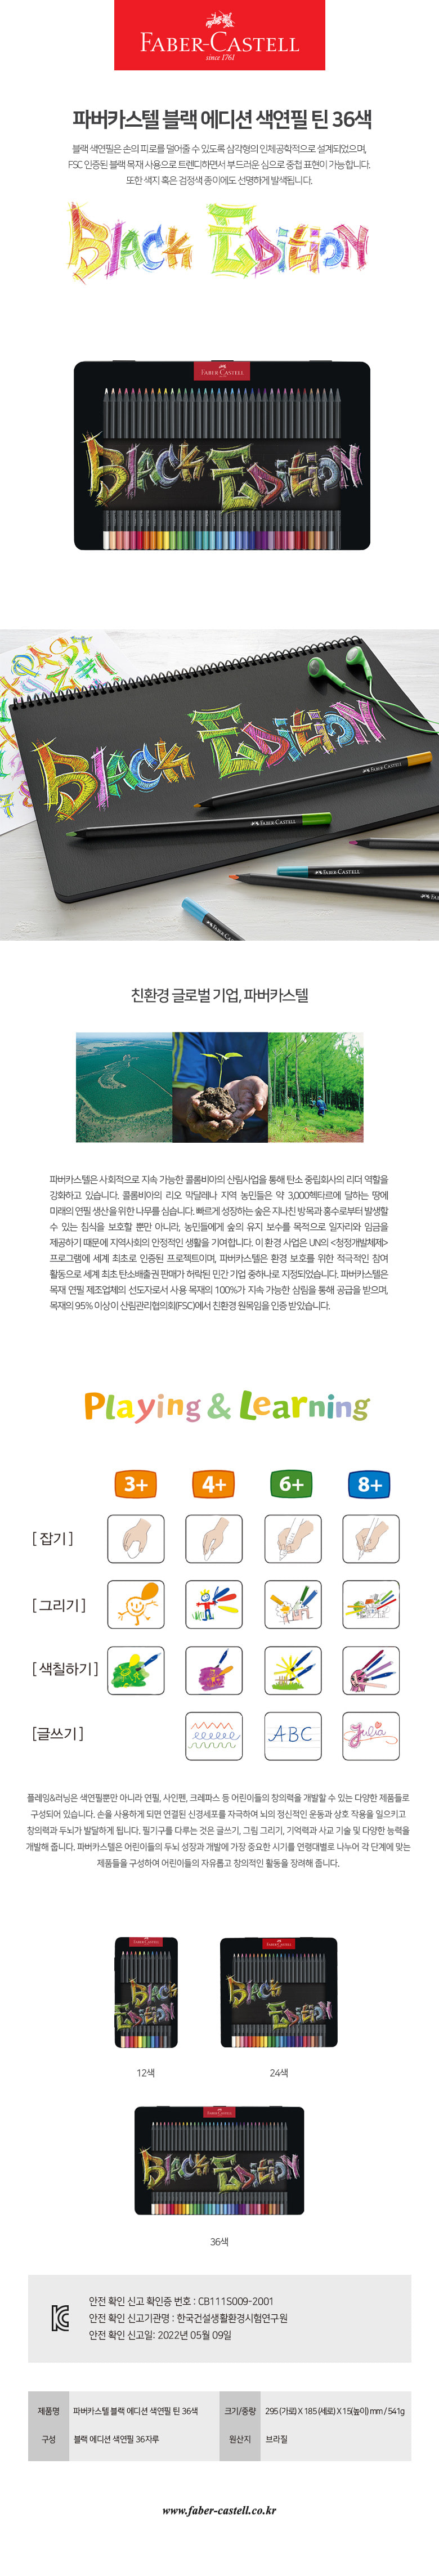 FABER-CASTELL
since 1761
파버카스텔 블랙 에디션 색연필 틴 36색
블랙 색연필은 손의 피로를 덜어줄 수 있도록 삼각형의 인체공학적으로 설계되었으며,
FSC 인증된 블랙 목재 사용으로 트렌디하면서 부드러운 심으로 중첩 표현이 가능합니다.
또한 색지 혹은 검정색 종이에도 선명하게 발색됩니다.
BLACK EDITION
FABER-CASTELL
BLACK EDITION
BLACK EDITION
FABER-CASTELL
FABER-CASTELL
FABER-CASTELL
친환경 글로벌 기업, 파버카스텔
파버카스텔은 사회적으로 지속 가능한 콜롬비아의 산림사업을 통해 탄소 중립회사의 리더 역할을
강화하고 있습니다. 콜롬비아의 리오 막달레나 지역 농민들은 약 3,000헥타르에 달하는 땅에
미래의 연필 생산을 위한 나무를 심습니다. 빠르게 성장하는 숲은 지나친 방목과 홍수로부터 발생할
수 있는 침식을 보호할 뿐만 아니라, 농민들에게 숲의 유지 보수를 목적으로 일자리와 임금을
제공하기 때문에 지역사회의 안정적인 생활을 기여합니다. 이 환경 사업은 UN의 <청정개발체제>
프로그램에 세계 최초로 인증된 프로젝트이며, 파버카스텔은 환경 보호를 위한 적극적인 참여
활동으로 세계 최초 탄소배출권 판매가 허락된 민간 기업 중하나로 지정되었습니다. 파버카스텔은
목재 연필 제조업체의 선도자로서 사용 목재의 100%가 지속 가능한 삼림을 통해 공급을 받으며,
목재의 95% 이상이 산림관리협의회(FSC)에서 친환경 원목임을 인증 받았습니다.
Playing & Learning
3+ 4+ 6+ 8+
[ 잡기 ]
[ 그리기 ]
[ 색칠하기 ]
[글쓰기]
ABC
Julia
플레잉&러닝은 색연필뿐만 아니라 연필, 사인펜, 크레파스 등 어린이들의 창의력을 개발할 수 있는 다양한 제품들로
구성되어 있습니다. 손을 사용하게 되면 연결된 신경세포를 자극하여 뇌의 정신적인 운동과 상호 작용을 일으키고
창의력과 두뇌가 발달하게 됩니다. 필기구를 다루는 것은 글쓰기, 그림 그리기, 기억력과 사교 기술 및 다양한 능력을
개발해 줍니다. 파버카스텔은 어린이들의 두뇌 성장과 개발에 가장 중요한 시기를 연령대별로 나누어 각 단계에 맞는
제품들을 구성하여 어린이들의 자유롭고 창의적인 활동을 장려해 줍니다.
FABER-CASTELL
BLACK EDITION
FABER-CASTELL
BLACK EDITION
12색
24색
FABER-CASTELL
BLACK EDITION
36색
안전 확인 신고 확인증 번호 : CB111S009-2001
안전 확인 신고기관명 : 한국건설생활환경시험연구원
안전 확인 신고일: 2022년 05월 09일
제품명 파버카스텔 블랙 에디션 색연필 틴 36색 크기/중량 295 (가로) X 185 (세로) X 15(높이) mm / 541g
구성 블랙 에디션 색연필 36자루 원산지 브라질
www.faber-castell.co.kr